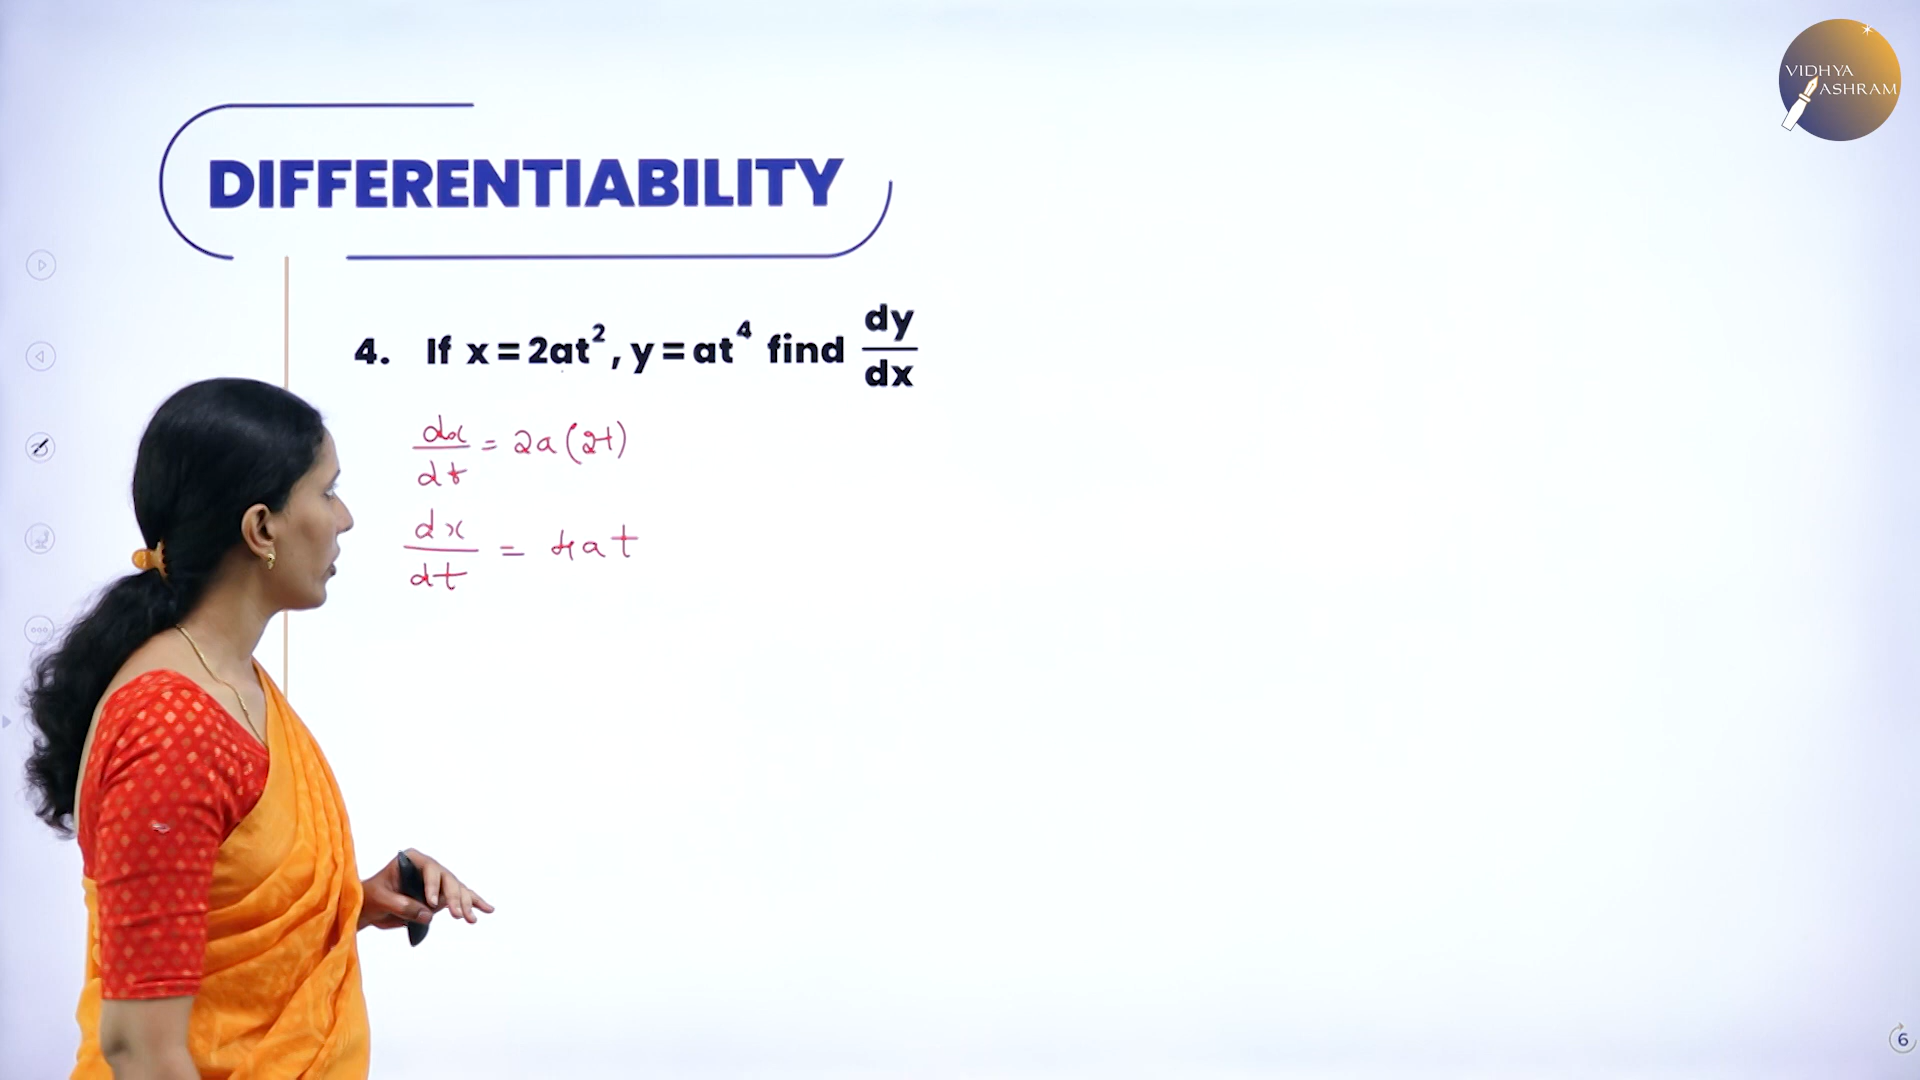 VIDHYA
ASHRAM
DIFFERENTIABILITY
4. If x = 2at², y = at⁴ find dy/dx
dx/dt = 2a(2t)
dx/dt = 4at
6